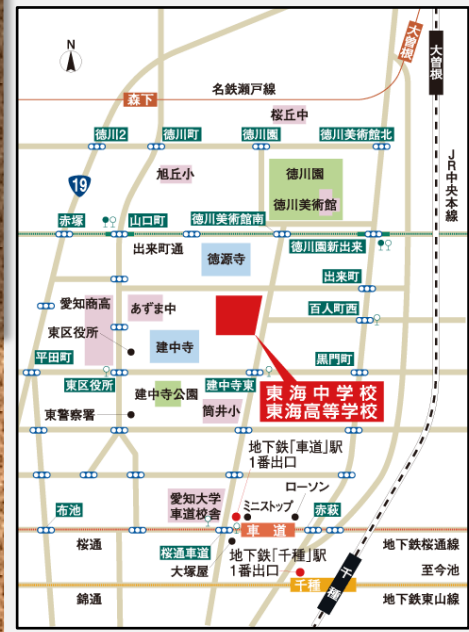 N
大曽根
大曽根
名鉄瀬戸線
森下
桜丘中
徳川2
徳川町
徳川園
徳川美術館北
JR中央本線
19
旭丘小
徳川園
徳川美術館
赤塚
山口町
徳川美術館南
出来町通
徳川園新出来
徳源寺
出来町
愛知商高
あずま中
百人町西
東区役所
建中寺
平田町
黒門町
東区役所
建中寺東
東海中学校
東海高等学校
建中寺公園
筒井小
東警察署
地下鉄「車道」駅
1番出口
愛知大学
車道校舎
ローソン
ミニストップ
布池
赤萩
車道
桜通
桜通車道
地下鉄桜通線
大塚屋
地下鉄「千種」駅
1番出口
至今池
千種
千種
錦通
地下鉄東山線